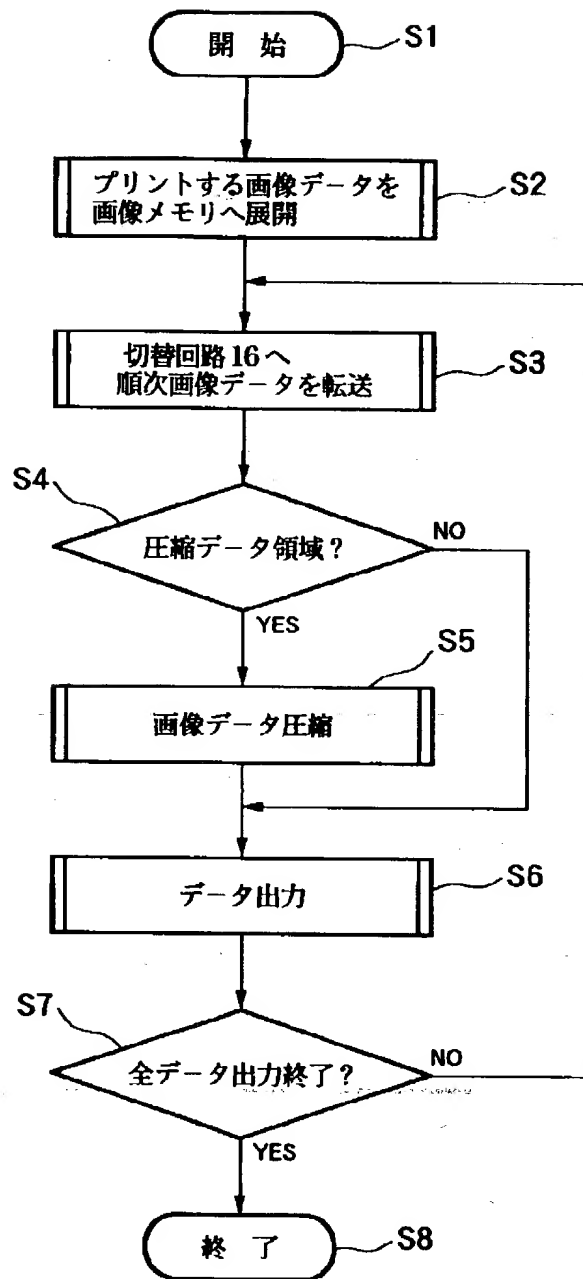 開 始
S1
プリントする画像データを
画像メモリへ展開
S2
切替回路16へ
順次画像データを転送
S3
S4
圧縮データ領域?
NO
YES
S5
画像データ圧縮
データ出力
S6
S7
全データ出力終了?
NO
YES
終 了
S8